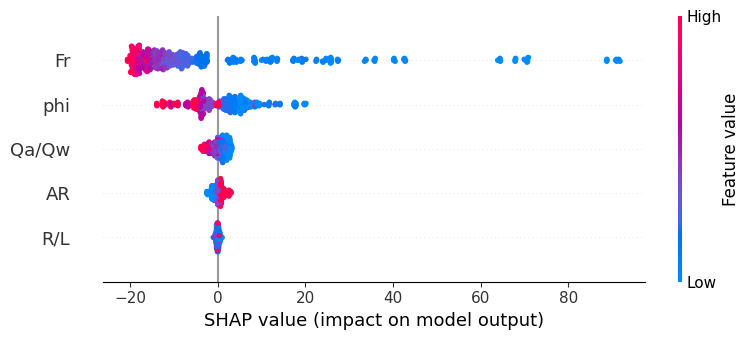 High
Fr
phi
Qa/Qw
AR
R/L
Low
Feature value
−20 0 20 40 60 80
SHAP value (impact on model output)